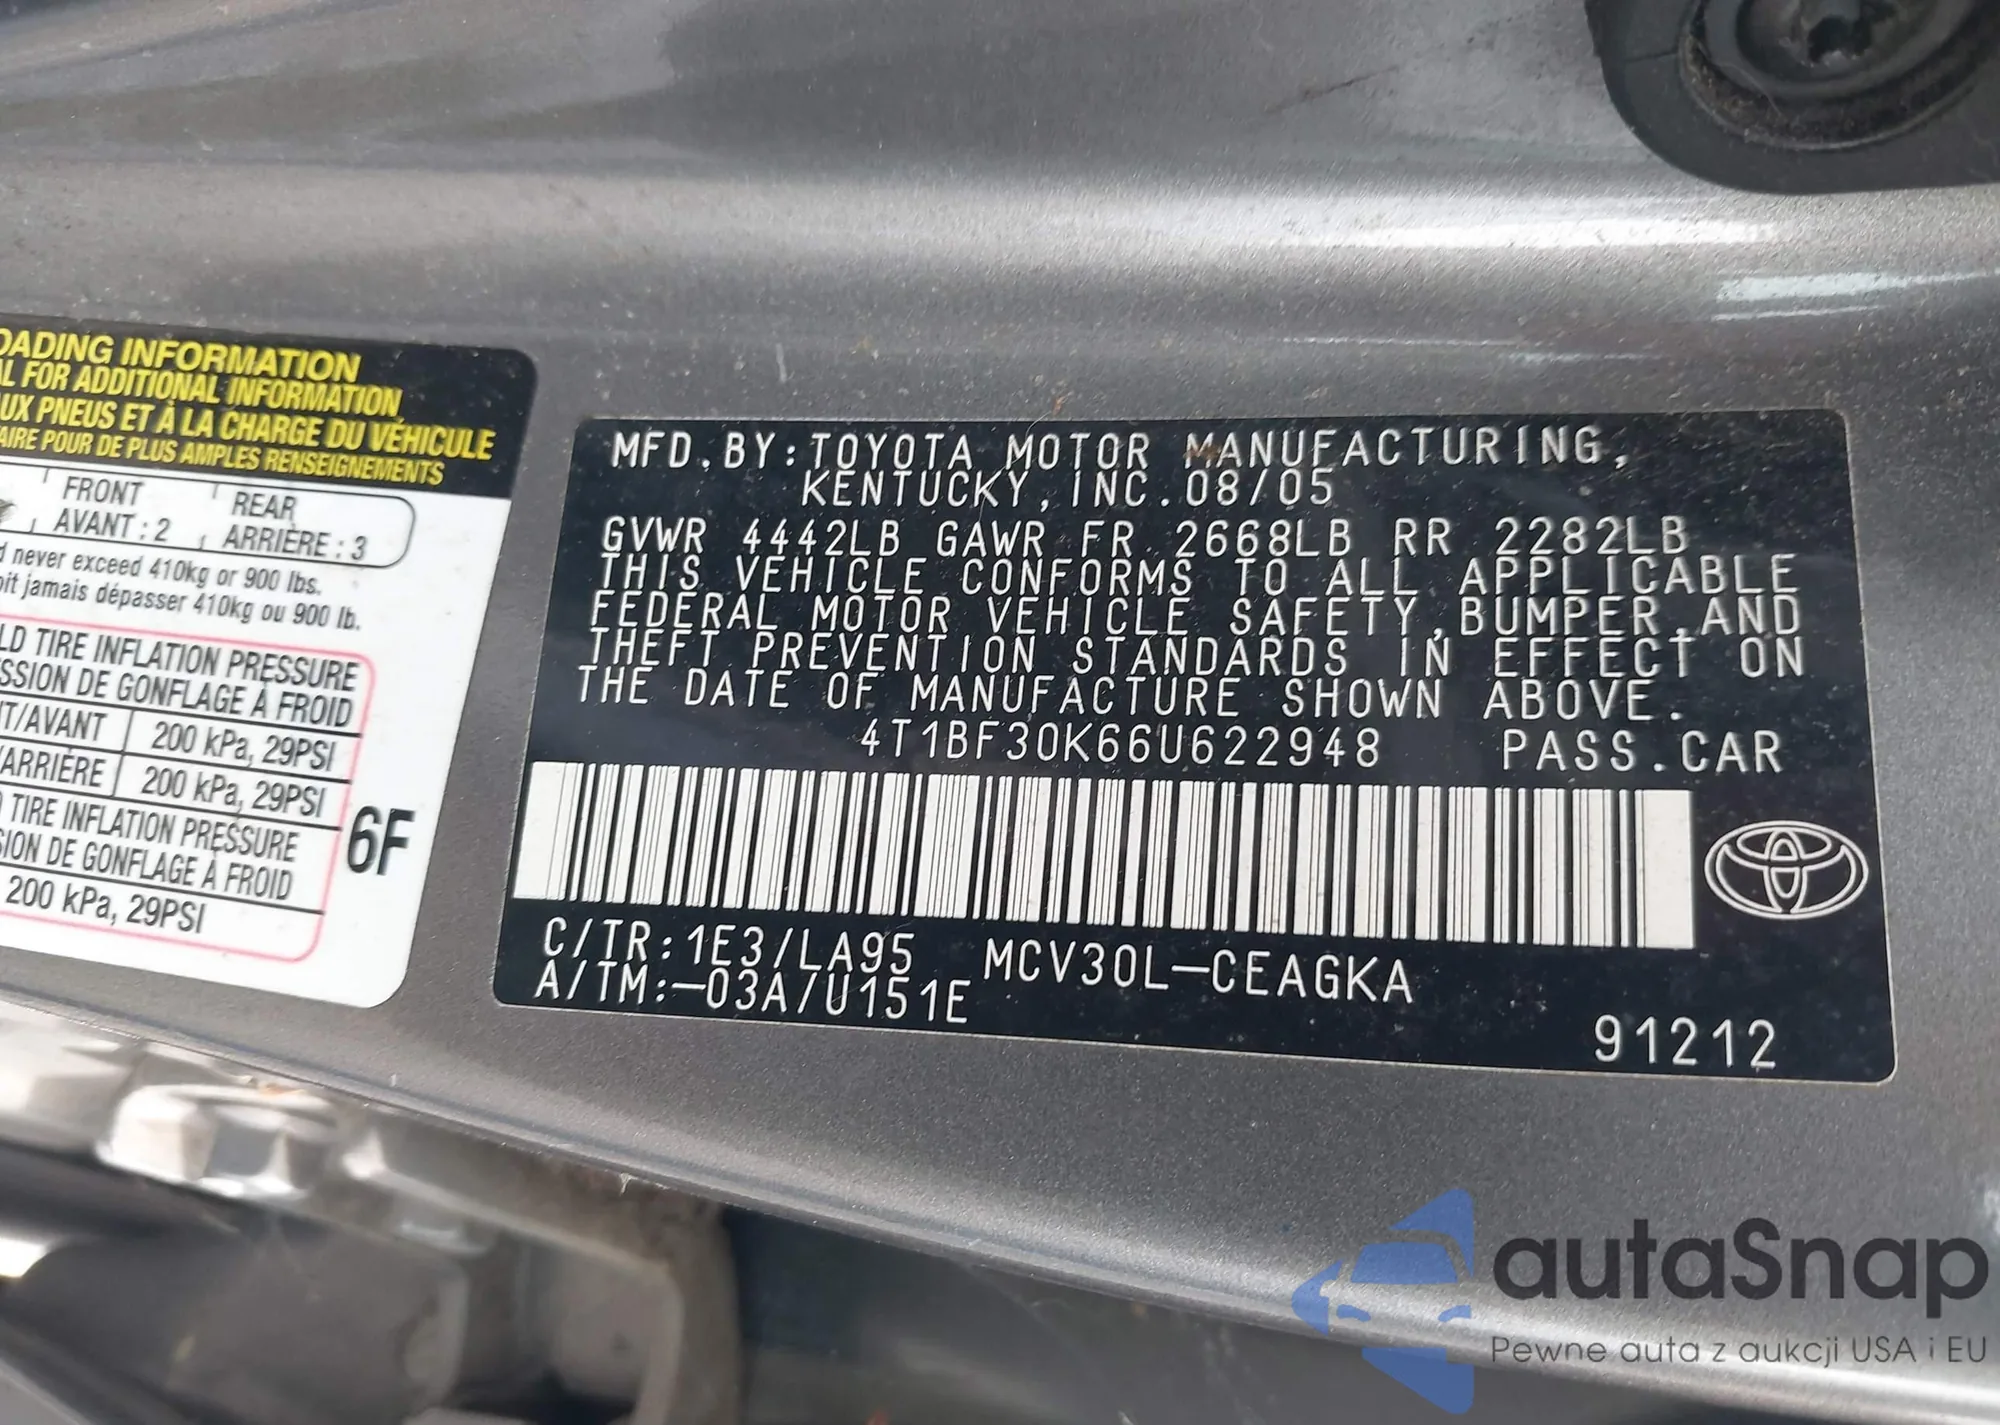 OADING INFORMATION
AL FOR ADDITIONAL INFORMATION
AUX PNEUS ET À LA CHARGE DU VÉHICULE
AIRE POUR DE PLUS AMPLES RENSEIGNEMENTS
FRONT REAR
AVANT : 2 ARRIÈRE : 3
d never exceed 410kg or 900 lbs.
oit jamais dépasser 410kg ou 900 lb.
LD TIRE INFLATION PRESSURE
SSION DE GONFLAGE À FROID
T/AVANT 200 kPa, 29PSI
/ARRIÈRE 200 kPa, 29PSI
TIRE INFLATION PRESSURE
SION DE GONFLAGE À FROID
200 kPa, 29PSI
6F
MFD. BY: TOYOTA MOTOR MANUFACTURING,
KENTUCKY, INC. 08/05
GVWR 4442LB GAWR FR 2668LB RR 2282LB
THIS VEHICLE CONFORMS TO ALL APPLICABLE
FEDERAL MOTOR VEHICLE SAFETY, BUMPER AND
THEFT PREVENTION STANDARDS IN EFFECT ON
THE DATE OF MANUFACTURE SHOWN ABOVE.
4T1BF30K66U622948 PASS. CAR
C/TR: 1E3/LA95 MCV30L-CEAGKA
A/TM: -03A/U151E
91212
autaSnap
Pewne auta z aukcji USA i EU